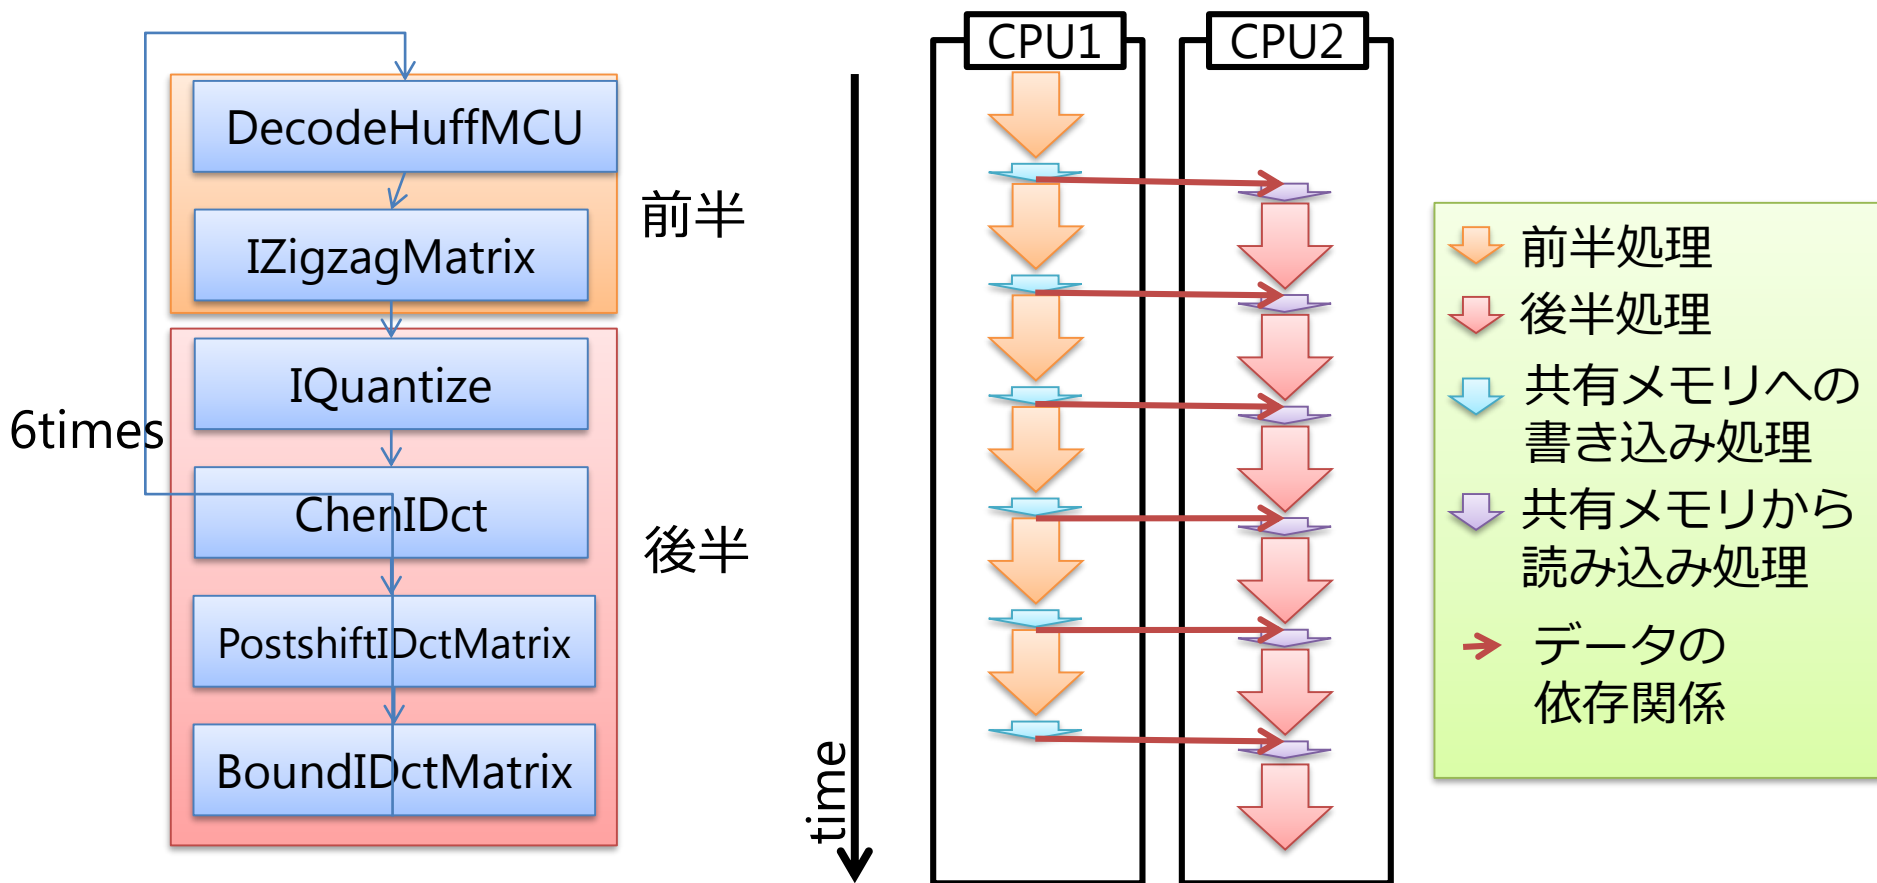 DecodeHuffMCU
IZigzagMatrix
前半
IQuantize
6times
ChenIDct
後半
PostshiftIDctMatrix
BoundIDctMatrix
time
CPU1
CPU2
前半処理
後半処理
共有メモリへの
書き込み処理
共有メモリから
読み込み処理
データの
依存関係